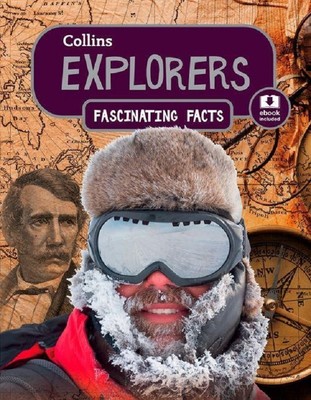 Collins
EXPLORERS
FASCINATING FACTS
ebook
included